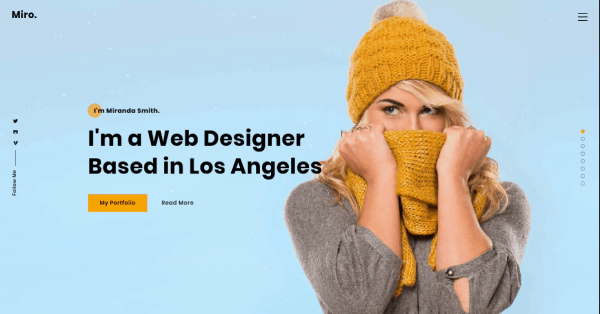 Miro.
I'm Miranda Smith.
I'm a Web Designer
Based in Los Angeles
My Portfolio
Read More
Follow Me